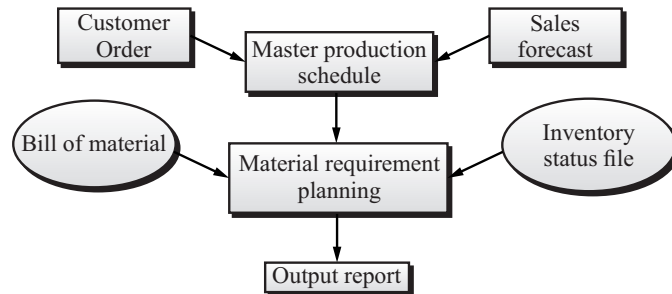 Customer
Order
Sales
forecast
Master production
schedule
Bill of material
Inventory
status file
Material requirement
planning
Output report